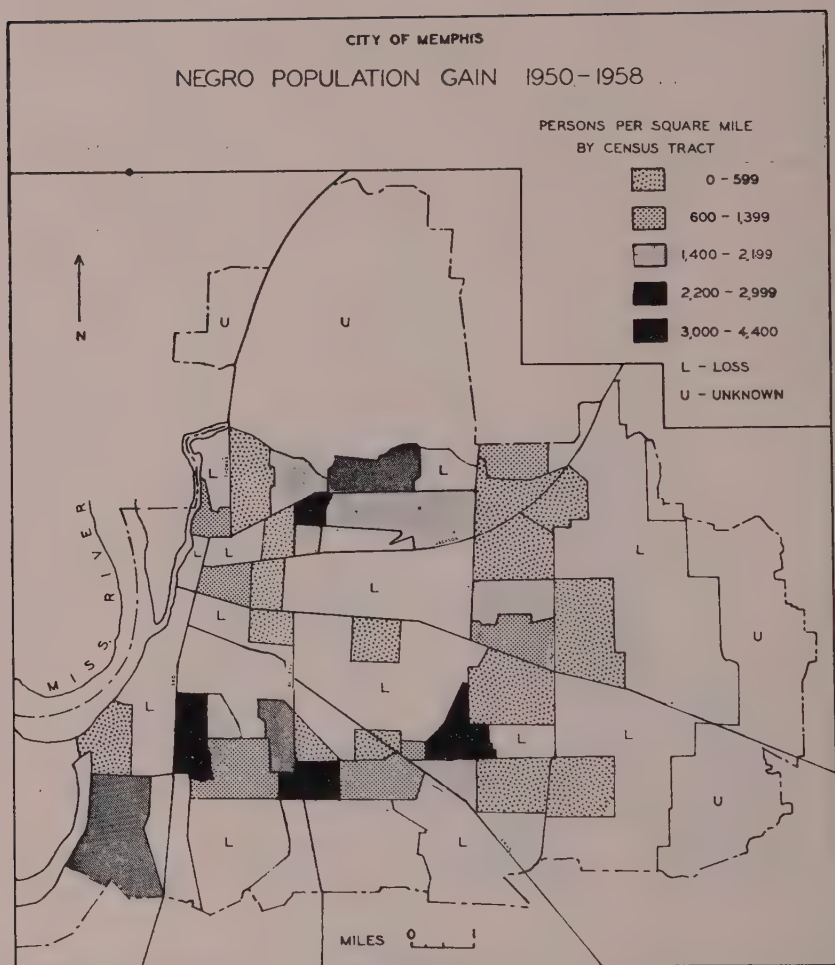 CITY OF MEMPHIS
NEGRO POPULATION GAIN 1950-1958
PERSONS PER SQUARE MILE
BY CENSUS TRACT
0 - 599
600 - 1,399
1,400 - 2,199
2,200 - 2,999
3,000 - 4,400
L - LOSS
U - UNKNOWN
N
U
U
L
L
L
L
L
L
L
MISS. RIVER
L
L
U
L
L
L
U
L
L
MILES 0 1